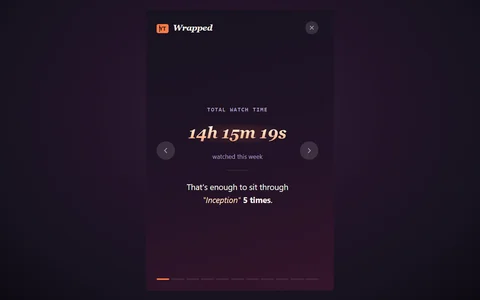 YT Wrapped
TOTAL WATCH TIME
14h 15m 19s
watched this week
That's enough to sit through
"Inception" 5 times.